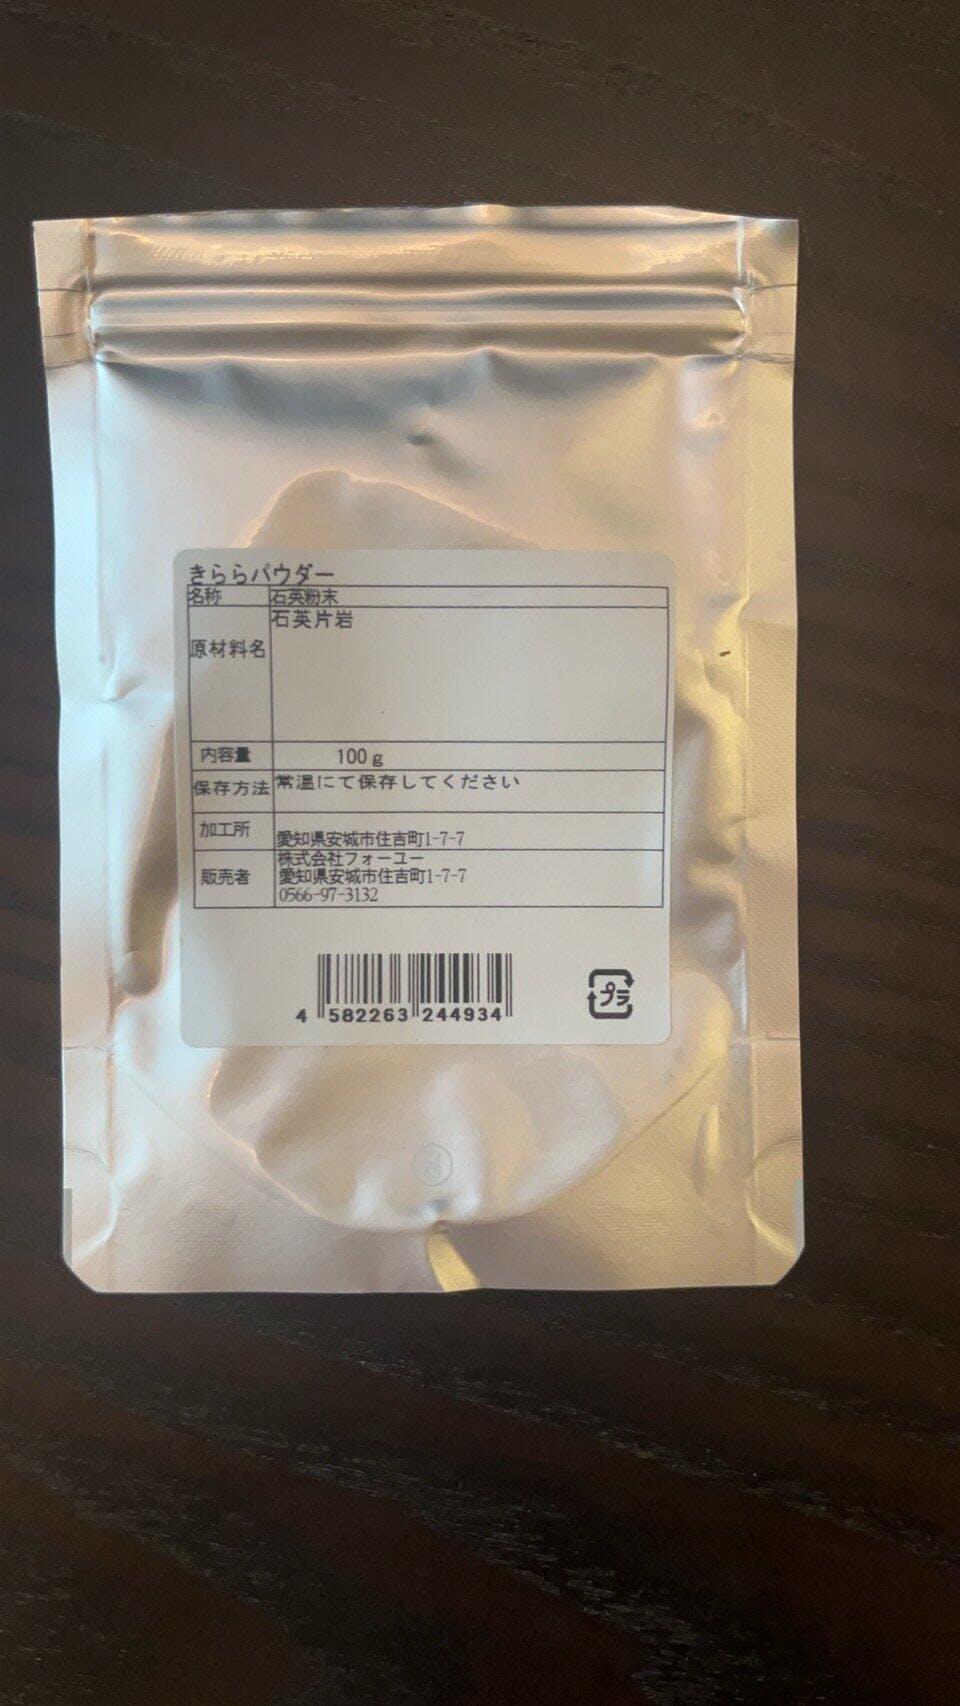 きららパウダー
名称 石英粉末
原材料名 石英片岩
内容量 100g
保存方法 常温にて保存してください
加工所 愛知県安城市住吉町1-7-7
販売者 株式会社フォーユー
愛知県安城市住吉町1-7-7
0566-97-3132
4 582263 244934
プラ